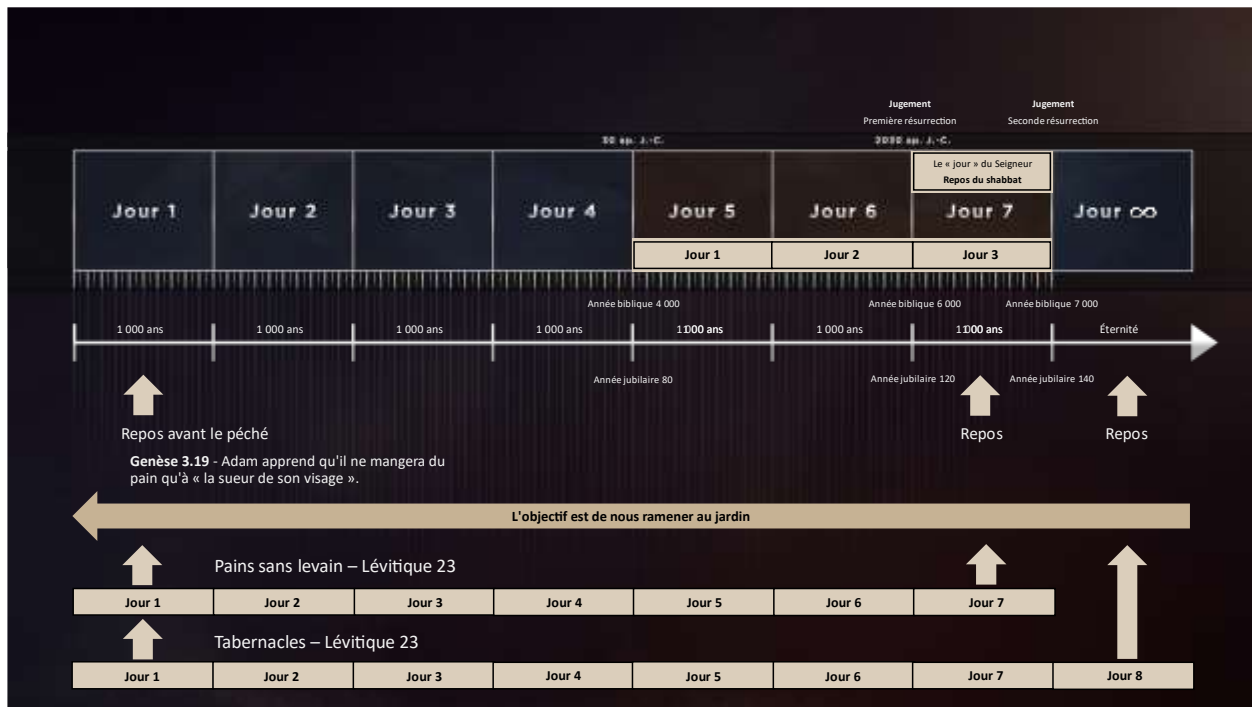 Jugement
Jugement
Première résurrection
Seconde résurrection
30 ap. J.-C.
2030 ap. J.-C.
Le « jour » du Seigneur
Repos du shabbat
Jour 1
Jour 2
Jour 3
Jour 4
Jour 5
Jour 6
Jour 7
Jour ∞
Jour 1
Jour 2
Jour 3
Année biblique 4 000
Année biblique 6 000
Année biblique 7 000
1 000 ans
1 000 ans
1 000 ans
1 000 ans
1 000 ans
1 000 ans
1 000 ans
Éternité
Année jubilaire 80
Année jubilaire 120
Année jubilaire 140
Repos avant le péché
Repos
Repos
Genèse 3.19 - Adam apprend qu'il ne mangera du
pain qu'à « la sueur de son visage ».
L'objectif est de nous ramener au jardin
Pains sans levain – Lévitique 23
Jour 1
Jour 2
Jour 3
Jour 4
Jour 5
Jour 6
Jour 7
Tabernacles – Lévitique 23
Jour 1
Jour 2
Jour 3
Jour 4
Jour 5
Jour 6
Jour 7
Jour 8